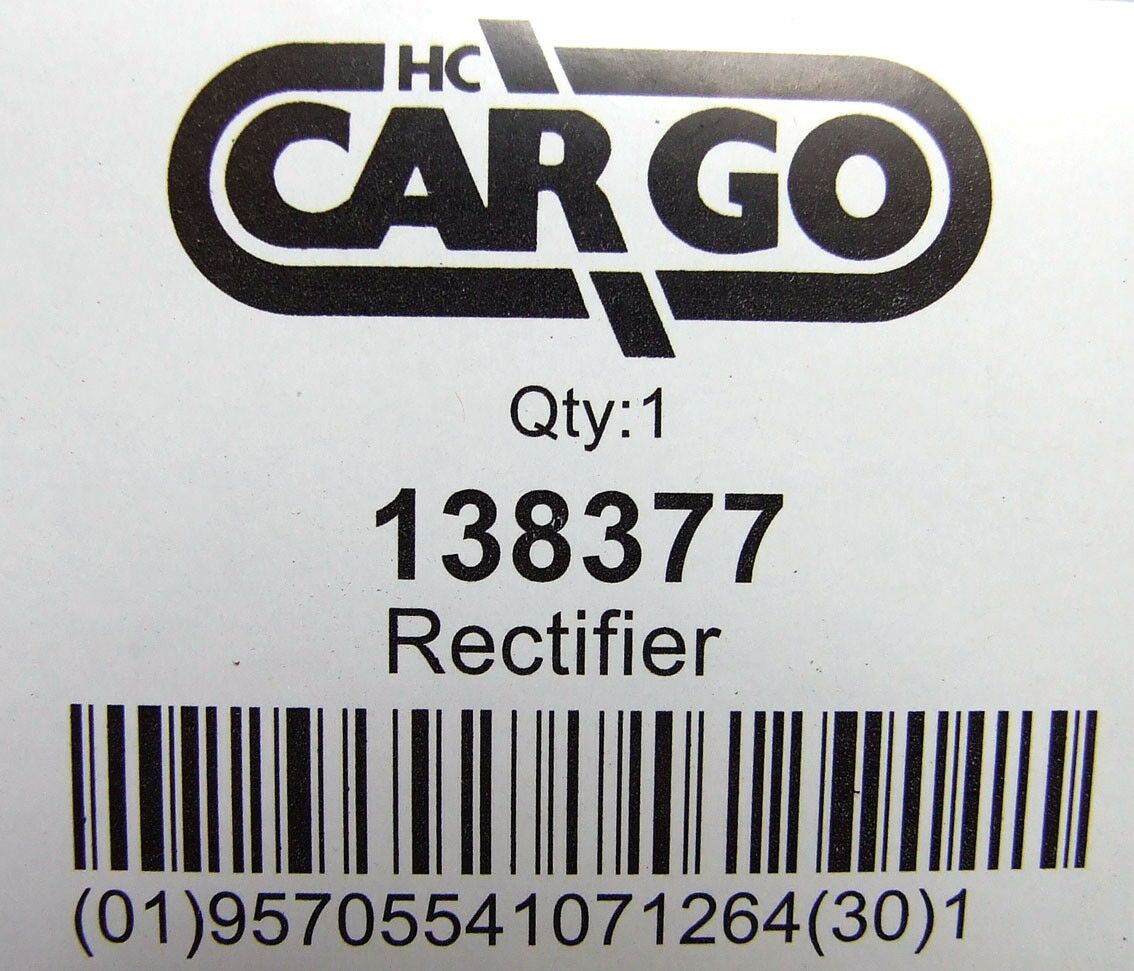 HC
CARGO
Qty:1
138377
Rectifier
(01)95705541071264(30)1